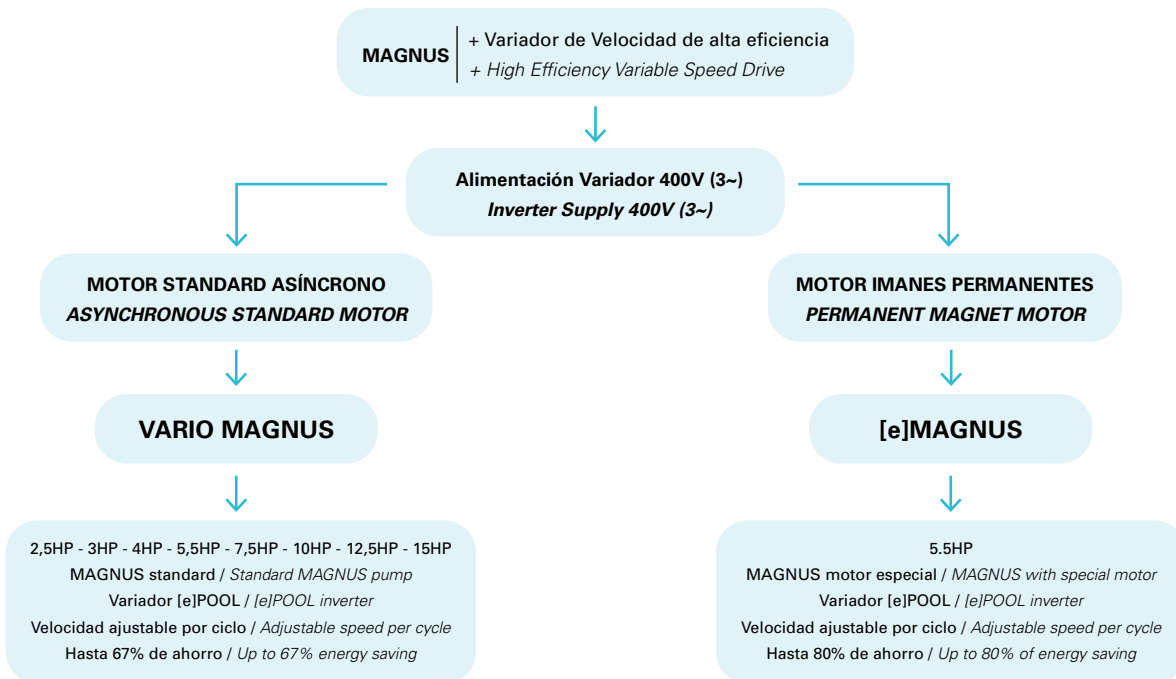 MAGNUS
+ Variador de Velocidad de alta eficiencia
+ High Efficiency Variable Speed Drive
Alimentación Variador 400V (3~)
Inverter Supply 400V (3~)
MOTOR STANDARD ASÍNCRONO
ASYNCHRONOUS STANDARD MOTOR
VARIO MAGNUS
2,5HP - 3HP - 4HP - 5,5HP - 7,5HP - 10HP - 12,5HP - 15HP
MAGNUS standard / Standard MAGNUS pump
Variador [e]POOL / [e]POOL inverter
Velocidad ajustable por ciclo / Adjustable speed per cycle
Hasta 67% de ahorro / Up to 67% energy saving
MOTOR IMANES PERMANENTES
PERMANENT MAGNET MOTOR
[e]MAGNUS
5.5HP
MAGNUS motor especial / MAGNUS with special motor
Variador [e]POOL / [e]POOL inverter
Velocidad ajustable por ciclo / Adjustable speed per cycle
Hasta 80% de ahorro / Up to 80% of energy saving